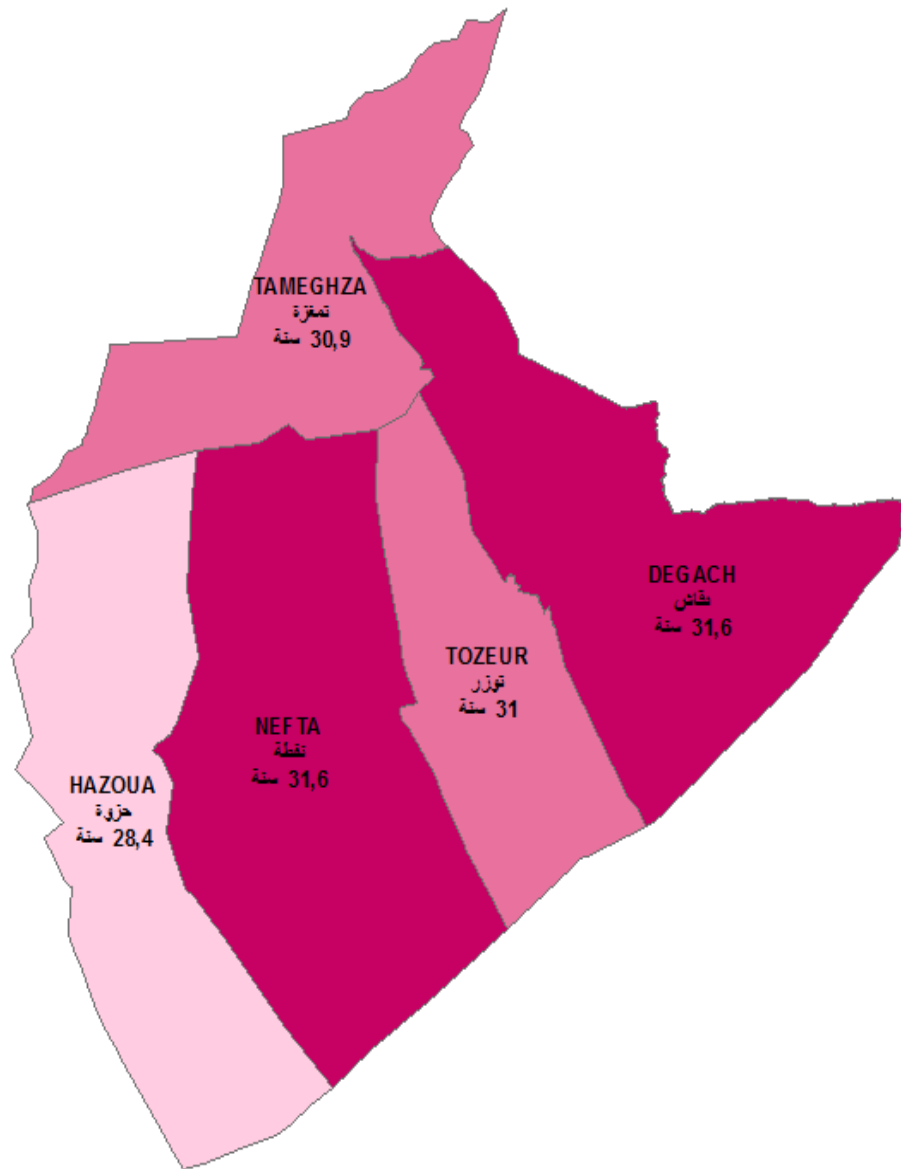 TAMEGHZA
تمغزة
30,9 سنة
DEGACH
دقاش
31,6 سنة
TOZEUR
توزر
31 سنة
NEFTA
نفطة
31,6 سنة
HAZOUA
حزوة
28,4 سنة